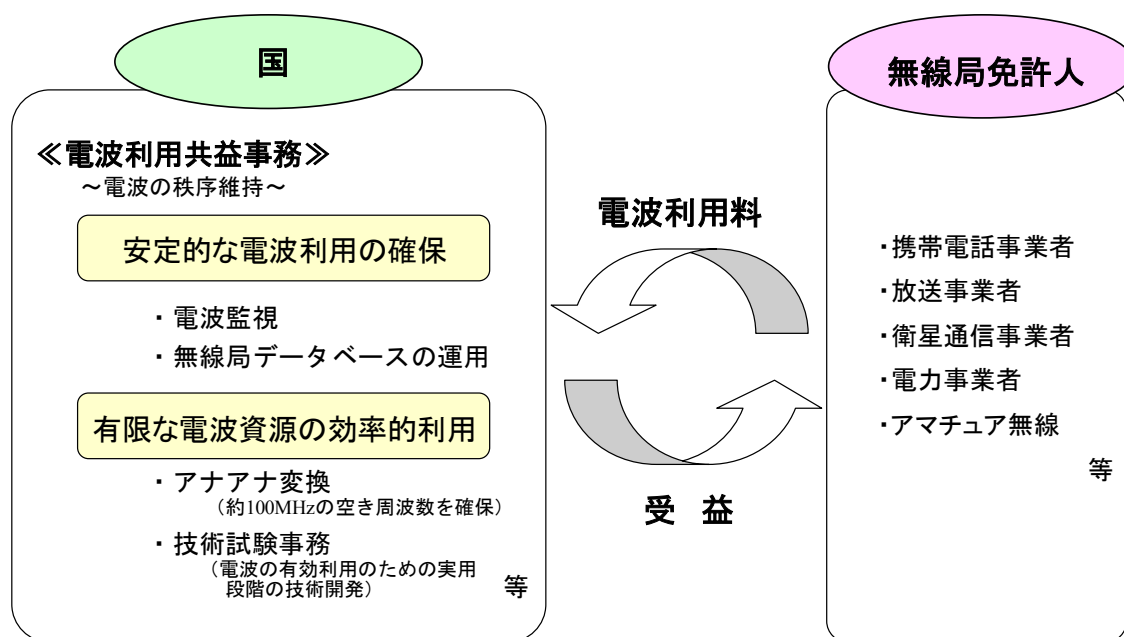 国
≪電波利用共益事務≫
～電波の秩序維持～
安定的な電波利用の確保
・電波監視
・無線局データベースの運用
有限な電波資源の効率的利用
・アナアナ変換
（約100MHzの空き周波数を確保）
・技術試験事務
（電波の有効利用のための実用
段階の技術開発）
等
電波利用料
受 益
無線局免許人
・携帯電話事業者
・放送事業者
・衛星通信事業者
・電力事業者
・アマチュア無線
等